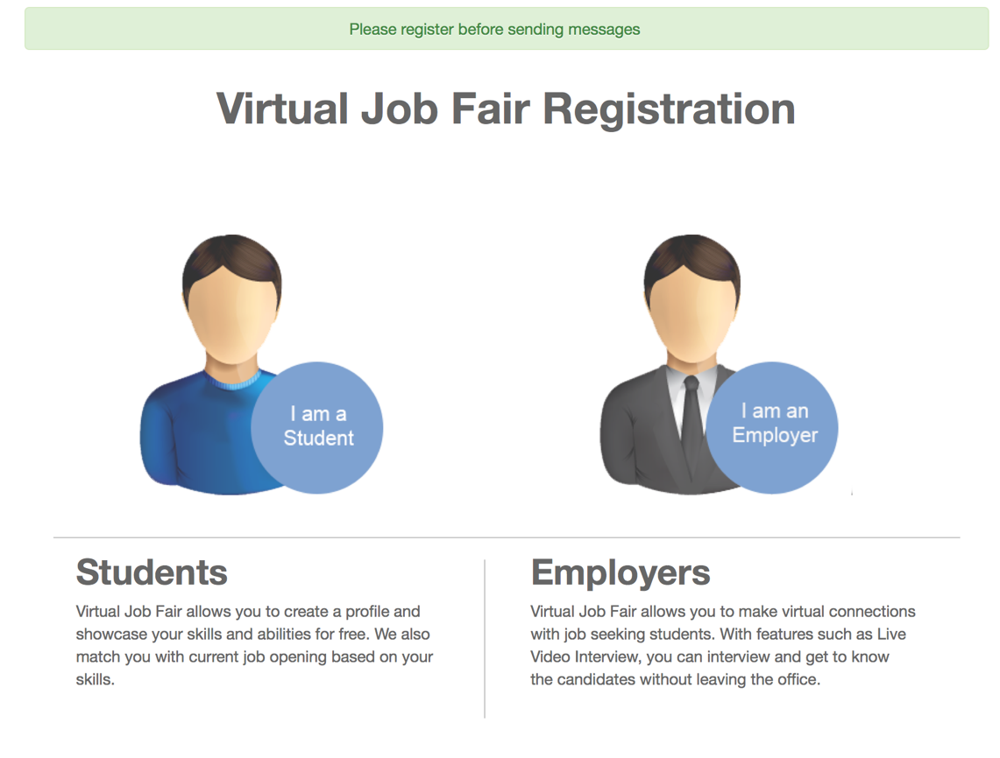 Please register before sending messages
Virtual Job Fair Registration
I am a
Student
I am an
Employer
Students
Virtual Job Fair allows you to create a profile and
showcase your skills and abilities for free. We also
match you with current job opening based on your
skills.
Employers
Virtual Job Fair allows you to make virtual connections
with job seeking students. With features such as Live
Video Interview, you can interview and get to know
the candidates without leaving the office.